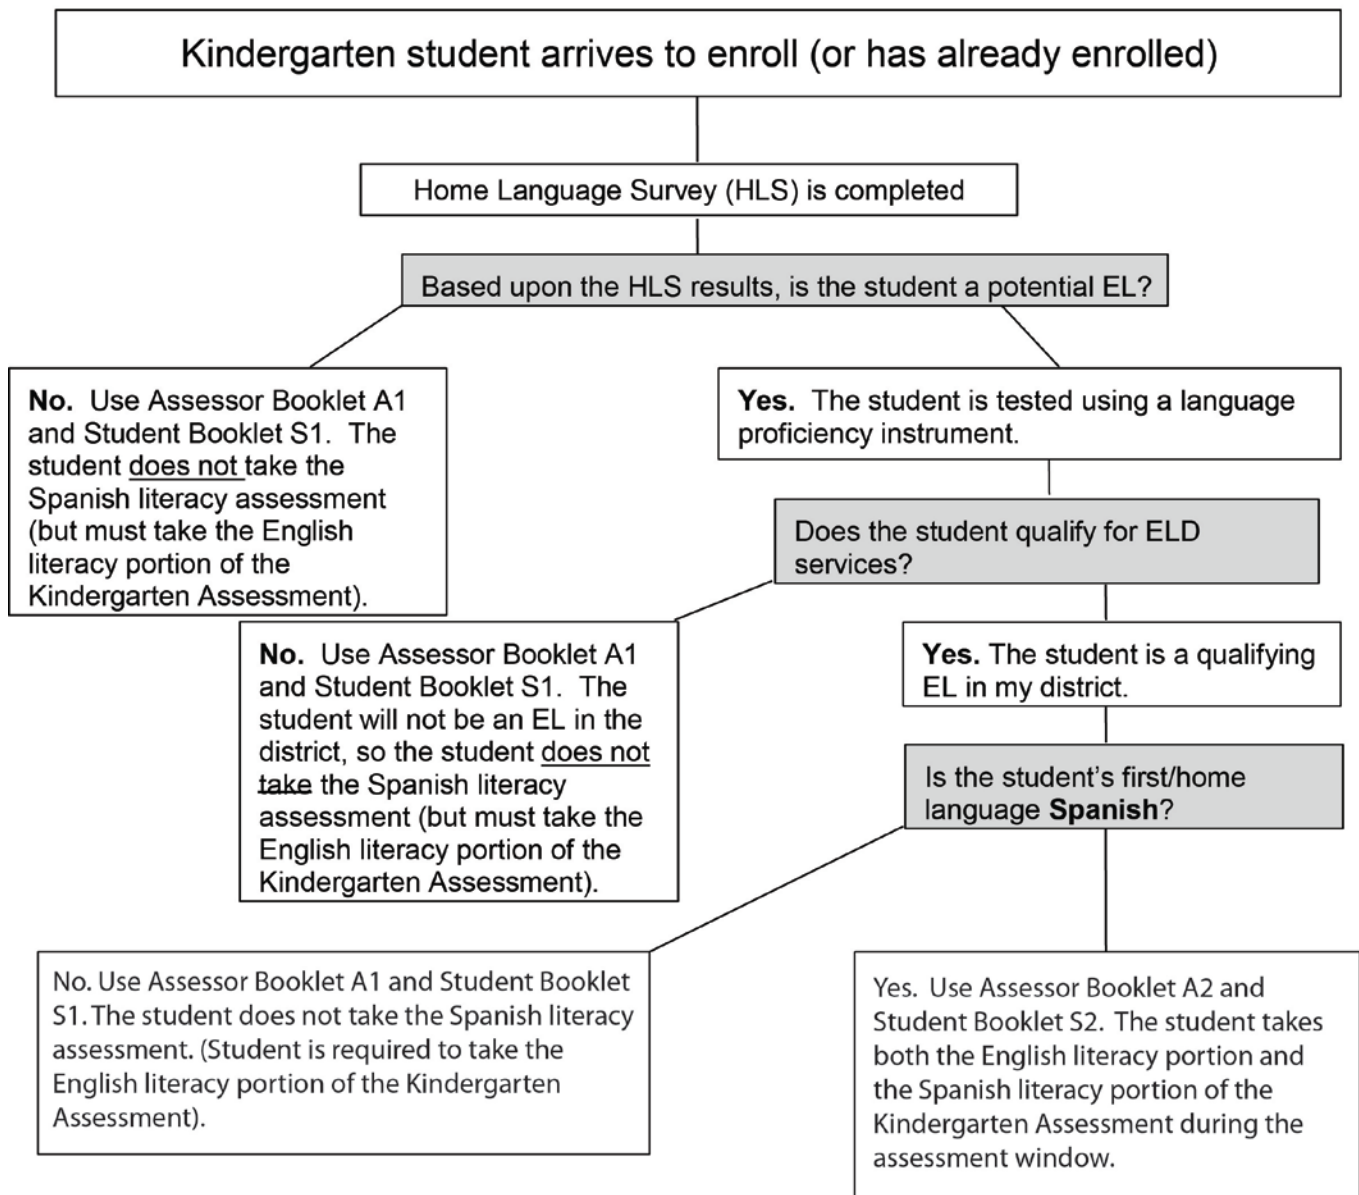 Kindergarten student arrives to enroll (or has already enrolled)
Home Language Survey (HLS) is completed
Based upon the HLS results, is the student a potential EL?
No. Use Assessor Booklet A1
and Student Booklet S1. The
student does not take the
Spanish literacy assessment
(but must take the English
literacy portion of the
Kindergarten Assessment).
Yes. The student is tested using a language
proficiency instrument.
Does the student qualify for ELD
services?
No. Use Assessor Booklet A1
and Student Booklet S1. The
student will not be an EL in the
district, so the student does not
take the Spanish literacy
assessment (but must take the
English literacy portion of the
Kindergarten Assessment).
Yes. The student is a qualifying
EL in my district.
Is the student's first/home
language Spanish?
No. Use Assessor Booklet A1 and Student Booklet
S1. The student does not take the Spanish literacy
assessment. (Student is required to take the
English literacy portion of the Kindergarten
Assessment).
Yes. Use Assessor Booklet A2 and
Student Booklet S2. The student takes
both the English literacy portion and
the Spanish literacy portion of the
Kindergarten Assessment during the
assessment window.